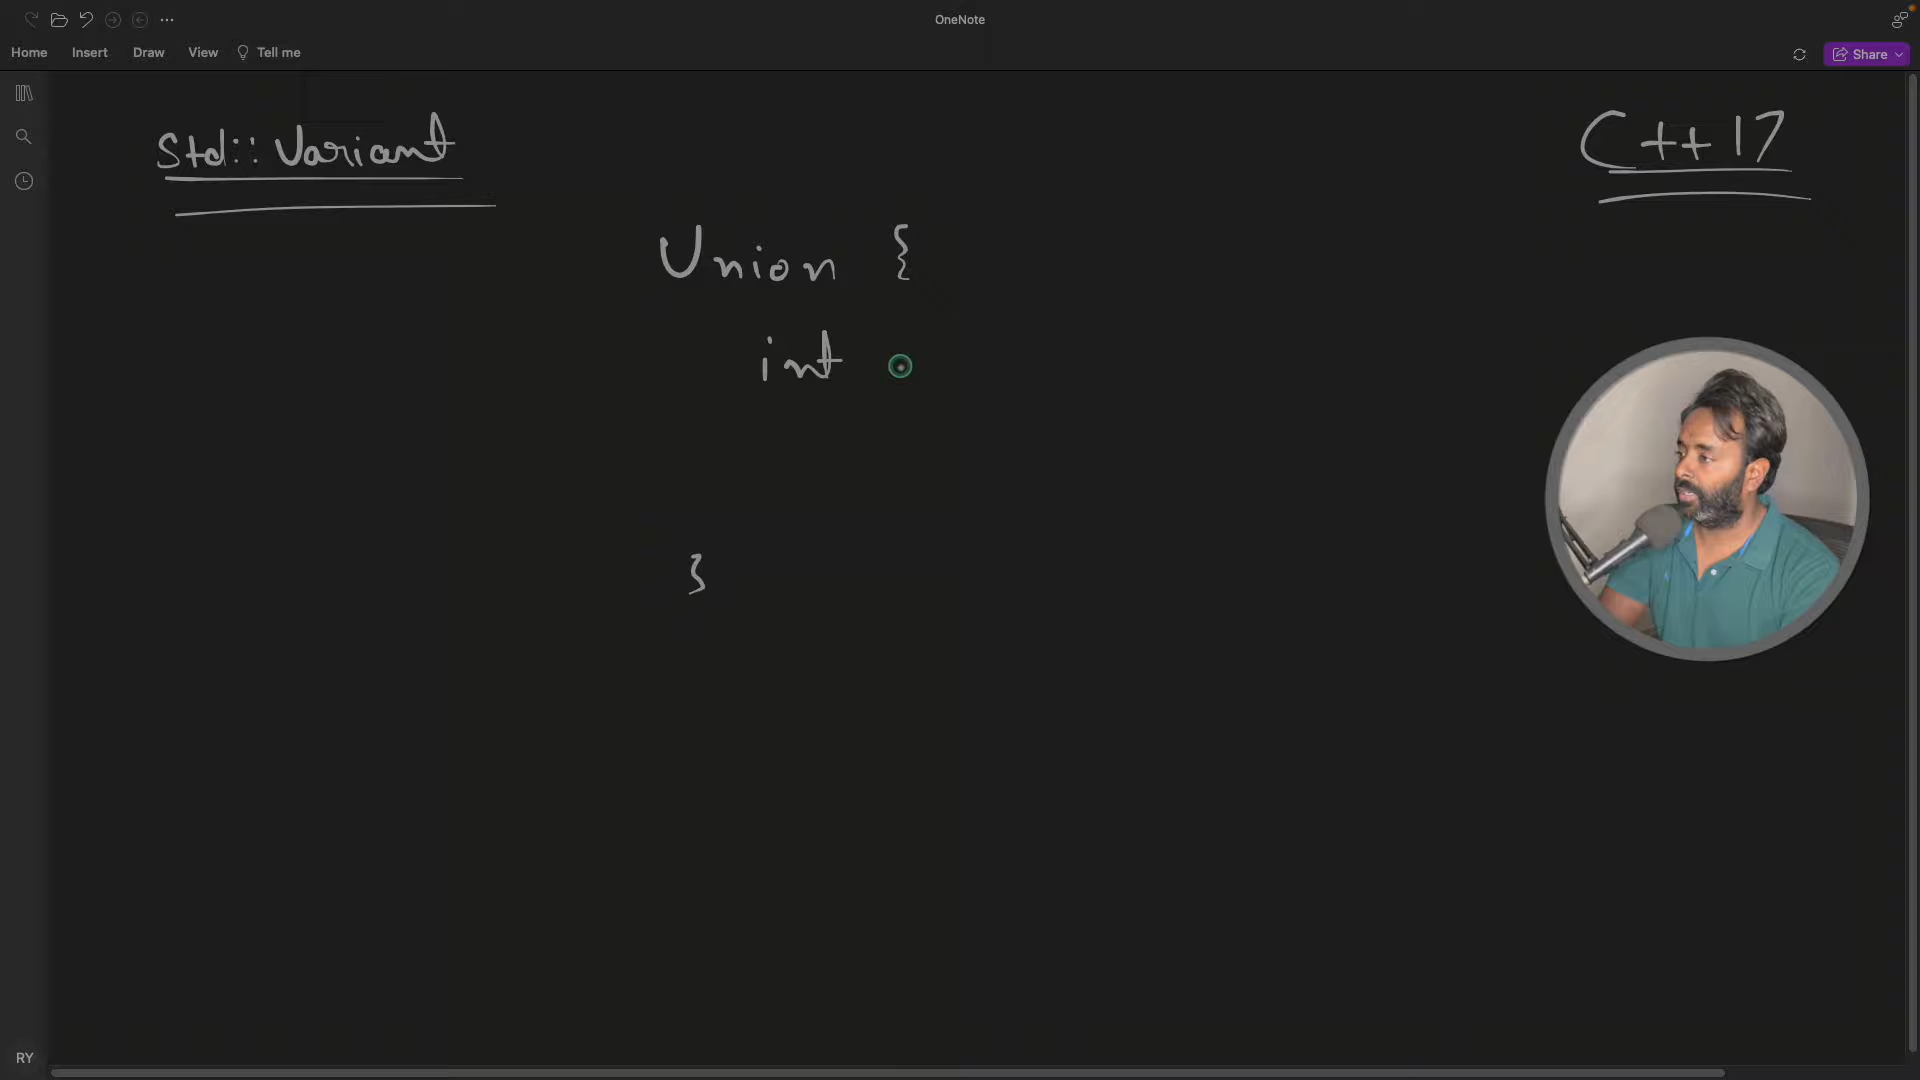 OneNote
Home Insert Draw View Tell me
Share
Std::Variant
C++17
Union {
int
}
RY